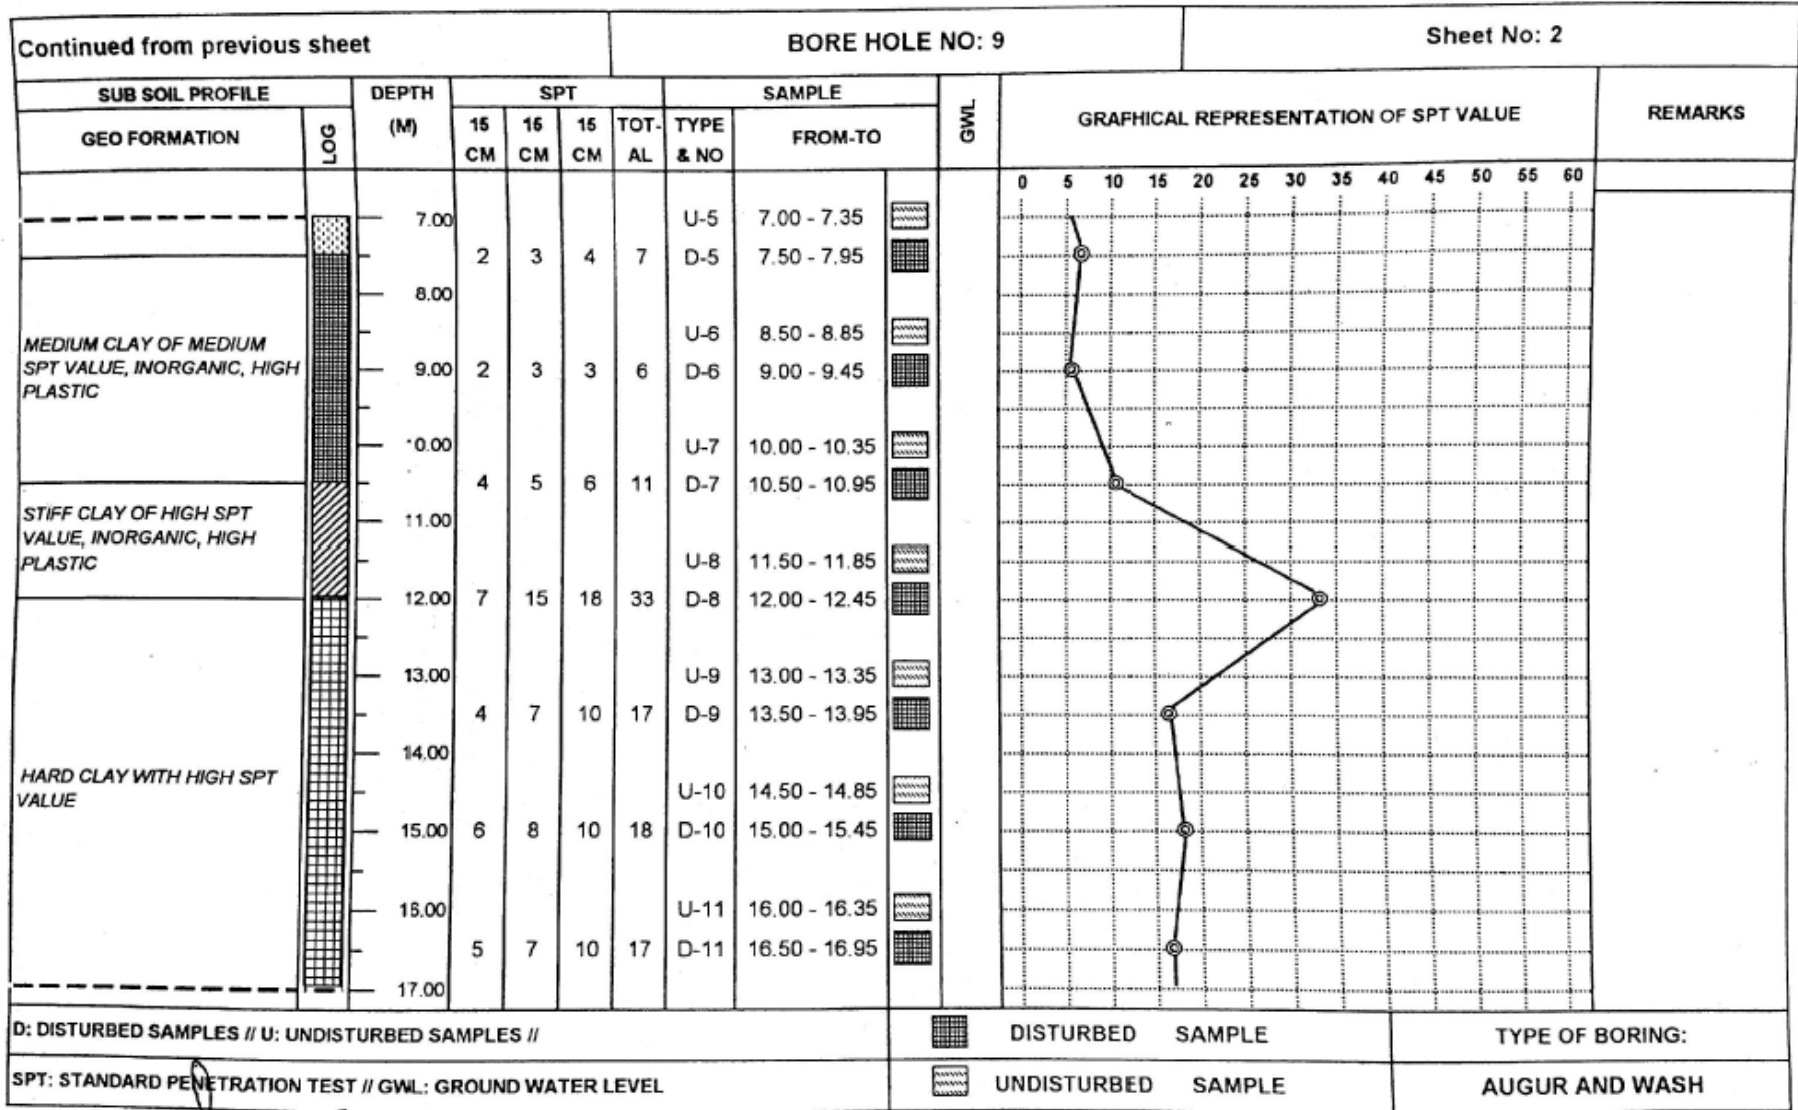 Continued from previous sheet
BORE HOLE NO: 9
Sheet No: 2
SUB SOIL PROFILE
DEPTH
(M)
SPT
SAMPLE
GWL
GRAFHICAL REPRESENTATION OF SPT VALUE
REMARKS
GEO FORMATION
LOG
15 CM
15 CM
15 CM
TOT-AL
TYPE & NO
FROM-TO
0 5 10 15 20 25 30 35 40 45 50 55 60
7.00 U-5 7.00 - 7.35
2 3 4 7 D-5 7.50 - 7.95
8.00
U-6 8.50 - 8.85
MEDIUM CLAY OF MEDIUM
SPT VALUE, INORGANIC, HIGH
PLASTIC
9.00 2 3 3 6 D-6 9.00 - 9.45
0.00 U-7 10.00 - 10.35
4 5 6 11 D-7 10.50 - 10.95
STIFF CLAY OF HIGH SPT
VALUE, INORGANIC, HIGH
PLASTIC
11.00
U-8 11.50 - 11.85
12.00 7 15 18 33 D-8 12.00 - 12.45
13.00 U-9 13.00 - 13.35
4 7 10 17 D-9 13.50 - 13.95
14.00
HARD CLAY WITH HIGH SPT
VALUE
U-10 14.50 - 14.85
15.00 6 8 10 18 D-10 15.00 - 15.45
15.00 U-11 16.00 - 16.35
5 7 10 17 D-11 16.50 - 16.95
17.00
D: DISTURBED SAMPLES // U: UNDISTURBED SAMPLES //
DISTURBED SAMPLE
TYPE OF BORING:
SPT: STANDARD PENETRATION TEST // GWL: GROUND WATER LEVEL
UNDISTURBED SAMPLE
AUGUR AND WASH